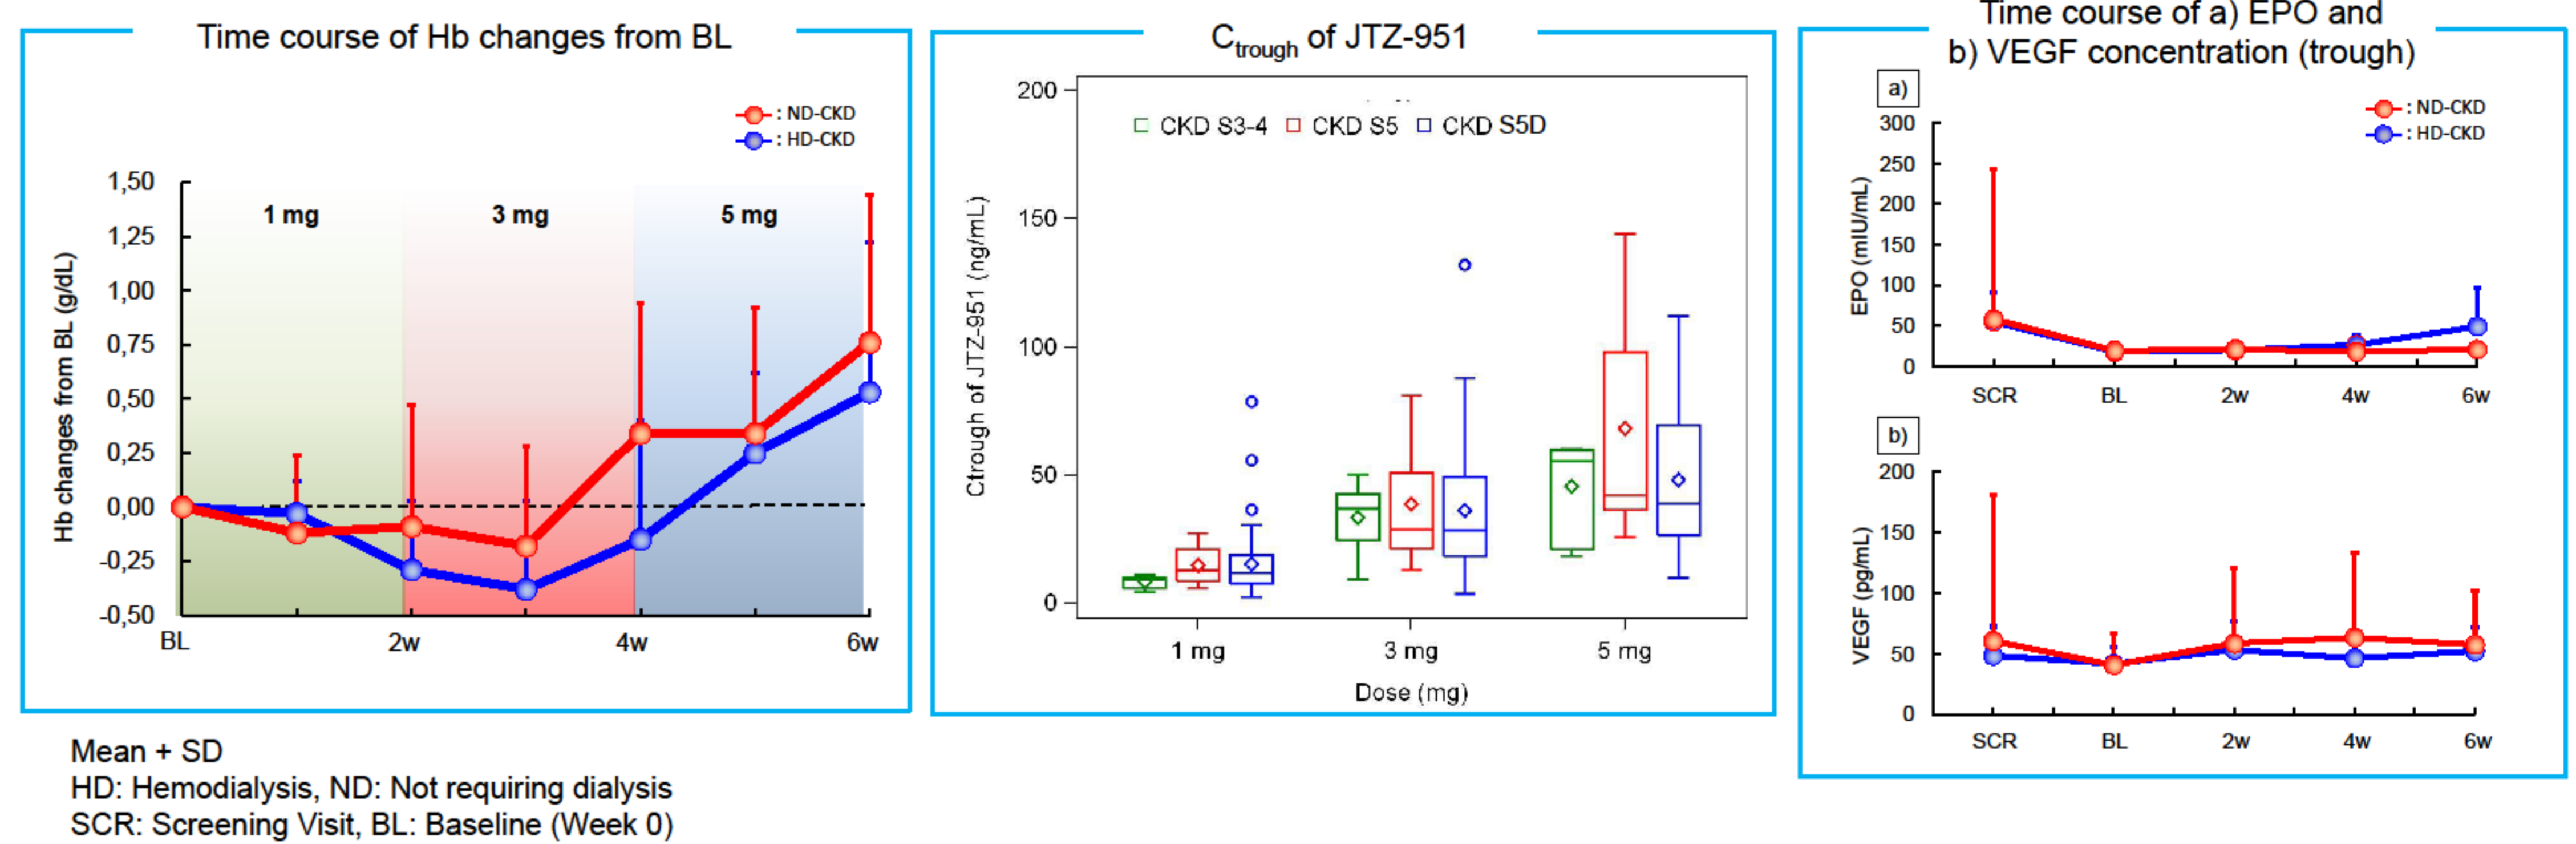 Time course of Hb changes from BL
: ND-CKD
: HD-CKD
1 mg
3 mg
5 mg
Hb changes from BL (g/dL)
1,50
1,25
1,00
0,75
0,50
0,25
0,00
-0,25
-0,50
BL
2w
4w
6w
Mean + SD
HD: Hemodialysis, ND: Not requiring dialysis
SCR: Screening Visit, BL: Baseline (Week 0)
Ctrough of JTZ-951
CKD S3-4
CKD S5
CKD S5D
Ctrough of JTZ-951 (ng/mL)
200
150
100
50
0
1 mg
3 mg
5 mg
Dose (mg)
Time course of a) EPO and
b) VEGF concentration (trough)
a)
: ND-CKD
: HD-CKD
EPO (mIU/mL)
300
250
200
150
100
50
0
SCR
BL
2w
4w
6w
b)
VEGF (pg/mL)
200
150
100
50
0
SCR
BL
2w
4w
6w